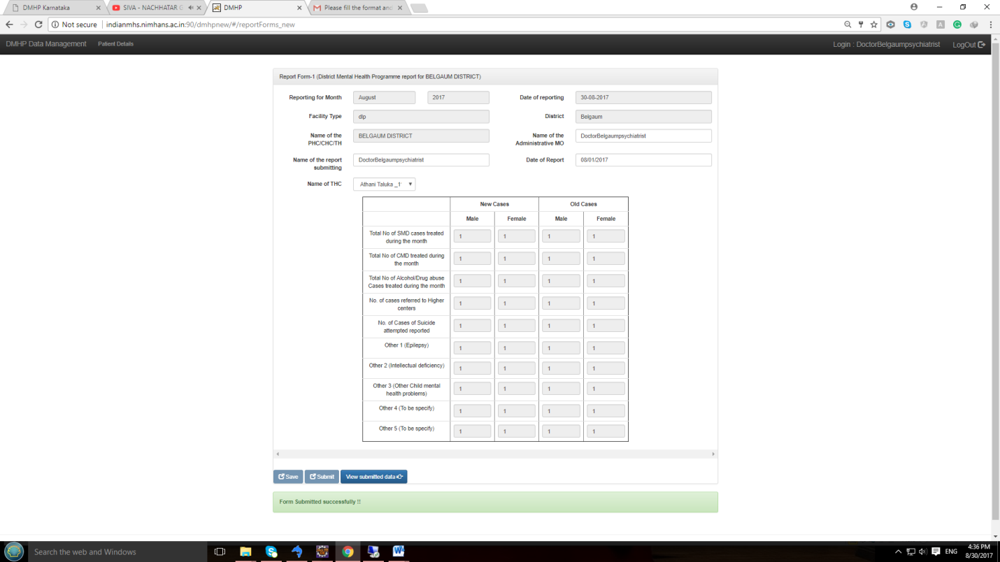 DMHP Karnataka
SIVA - NACHHATAR G
DMHP
Please fill the format and
Not secure
indianmhs.nimhans.ac.in:90/dmhpnew/#/reportForms_new
DMHP Data Management Patient Details Login : DoctorBelgaumpsychiatrist LogOut
Report Form-1 (District Mental Health Programme report for BELGAUM DISTRICT)
Reporting for Month August 2017 Date of reporting 30-08-2017
Facility Type dlp District Belgaum
Name of the PHC/CHC/TH BELGAUM DISTRICT Name of the Administrative MO DoctorBelgaumpsychiatrist
Name of the report submitting DoctorBelgaumpsychiatrist Date of Report 08/01/2017
Name of THC Athani Taluka _1
New Cases Old Cases
Male Female Male Female
Total No of SMD cases treated during the month 1 1 1 1
Total No of CMD treated during the month 1 1 1 1
Total No of Alcohol/Drug abuse Cases treated during the month 1 1 1 1
No. of cases referred to Higher centers 1 1 1 1
No. of Cases of Suicide attempted reported 1 1 1 1
Other 1 (Epilepsy) 1 1 1 1
Other 2 (Intellectual deficiency) 1 1 1 1
Other 3 (Other Child mental health problems) 1 1 1 1
Other 4 (To be specify) 1 1 1 1
Other 5 (To be specify) 1 1 1 1
Save Submit View submitted data
Form Submitted successfully !!
Search the web and Windows
ENG
4:36 PM
8/30/2017